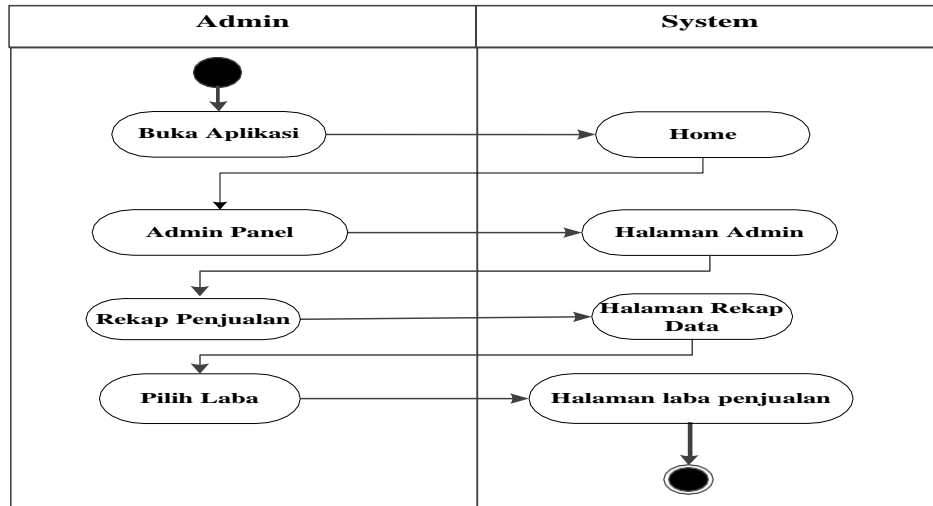 Admin
System
Buka Aplikasi
Home
Admin Panel
Halaman Admin
Rekap Penjualan
Halaman Rekap
Data
Pilih Laba
Halaman laba penjualan